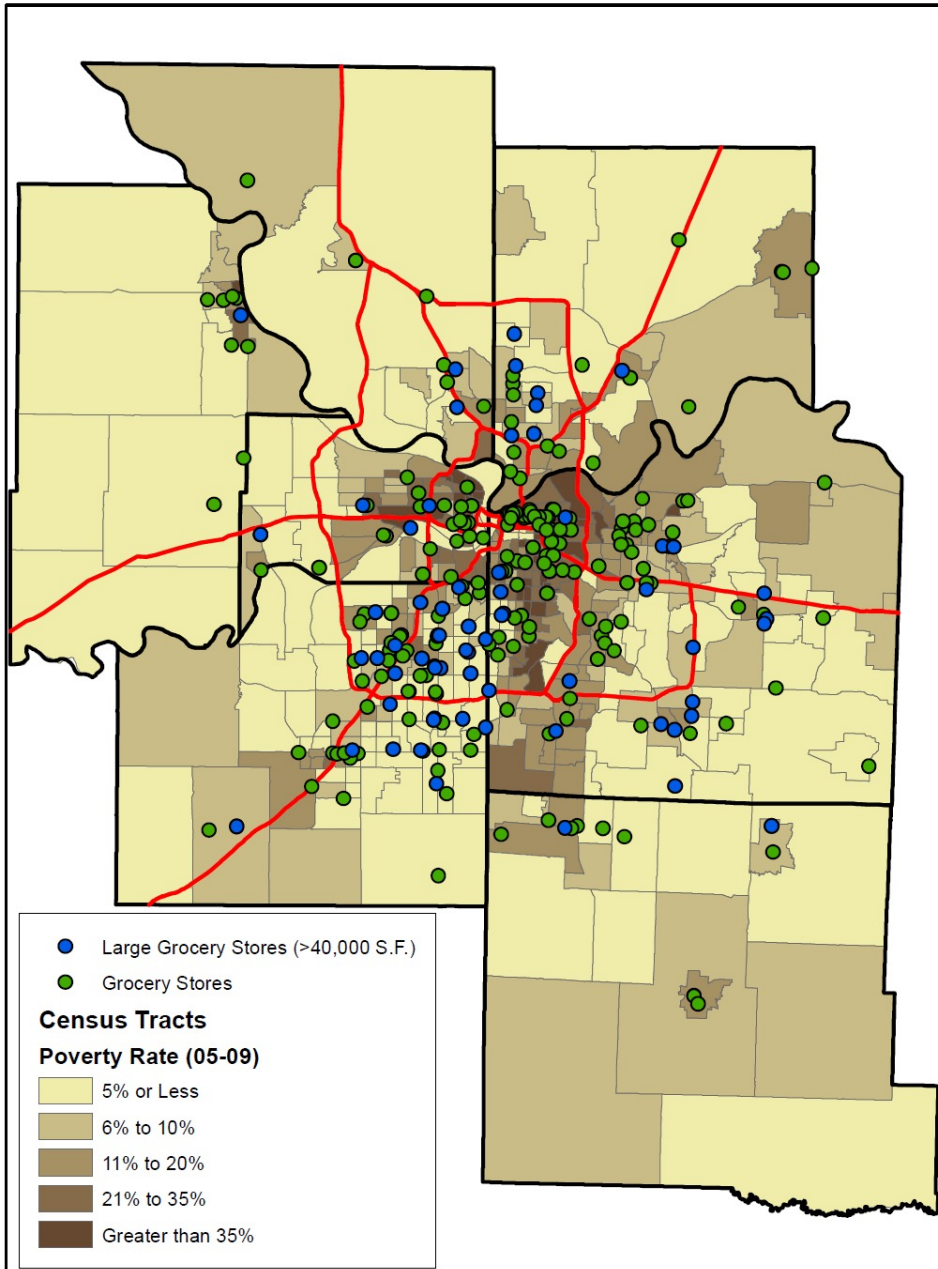 Large Grocery Stores (>40,000 S.F.)
Grocery Stores
Census Tracts
Poverty Rate (05-09)
5% or Less
6% to 10%
11% to 20%
21% to 35%
Greater than 35%